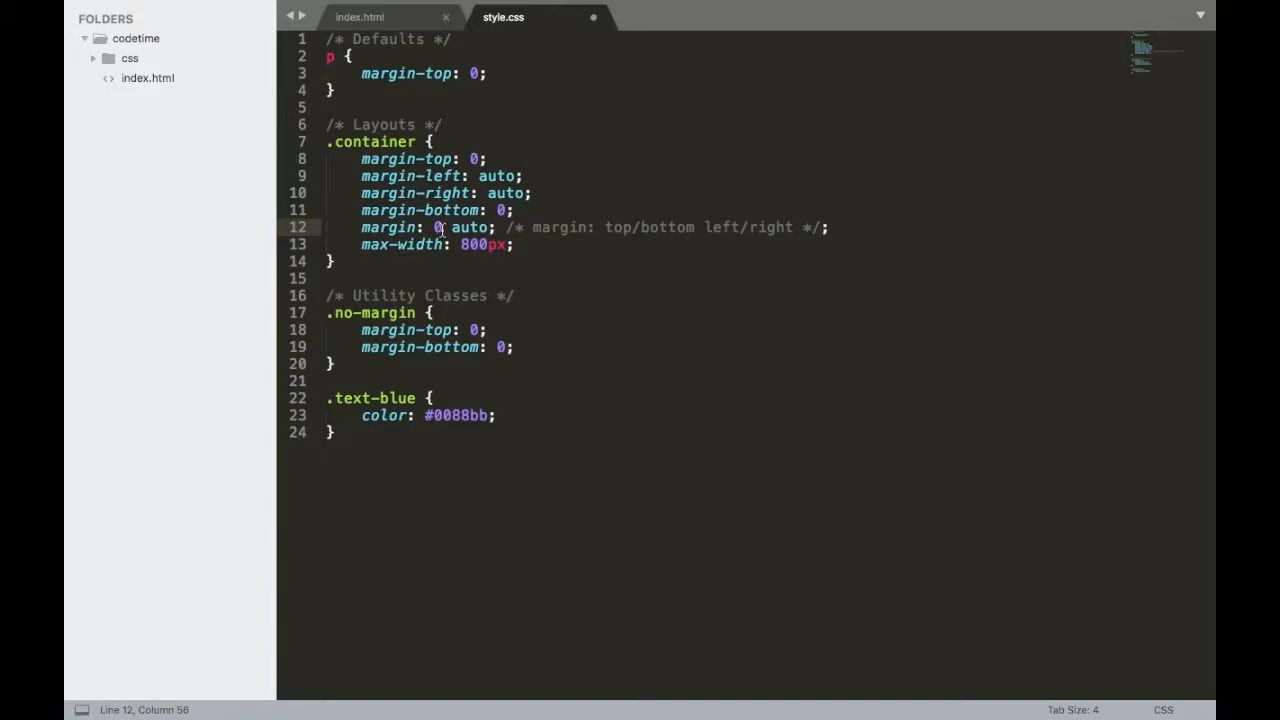 FOLDERS
codetime
css
index.html
index.html
style.css
1 /* Defaults */
2 p {
3 margin-top: 0;
4 }
5
6 /* Layouts */
7 .container {
8 margin-top: 0;
9 margin-left: auto;
10 margin-right: auto;
11 margin-bottom: 0;
12 margin: 0 auto; /* margin: top/bottom left/right */;
13 max-width: 800px;
14 }
15
16 /* Utility Classes */
17 .no-margin {
18 margin-top: 0;
19 margin-bottom: 0;
20 }
21
22 .text-blue {
23 color: #0088bb;
24 }
Line 12, Column 56
Tab Size: 4
CSS